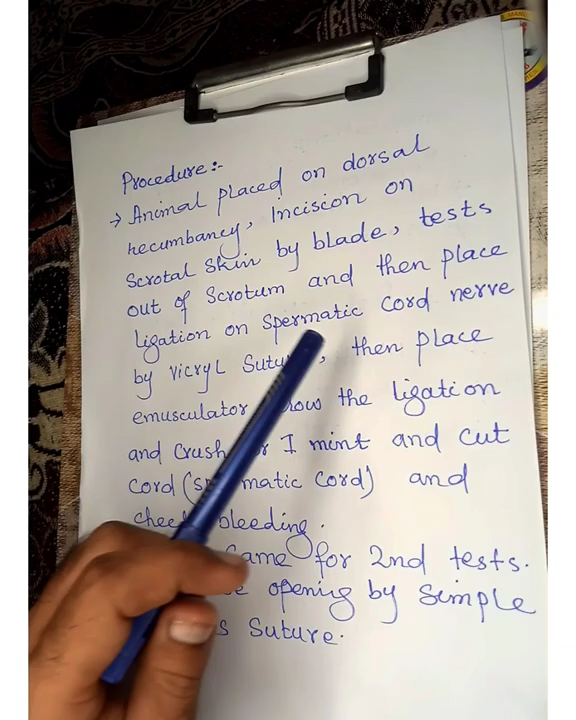 Procedure:-
→ Animal placed on dorsal
recumbancy, Incision on
Scrotal Skin by blade, tests
out of Scrotum and then place
ligation on spermatic cord nerve
by vicryl Sutu , then place
emusculator the ligation
and crush I mint and cut
cord (sp matic cord) and
bleeding.
Same for 2nd tests.
opening by Simple
Suture.